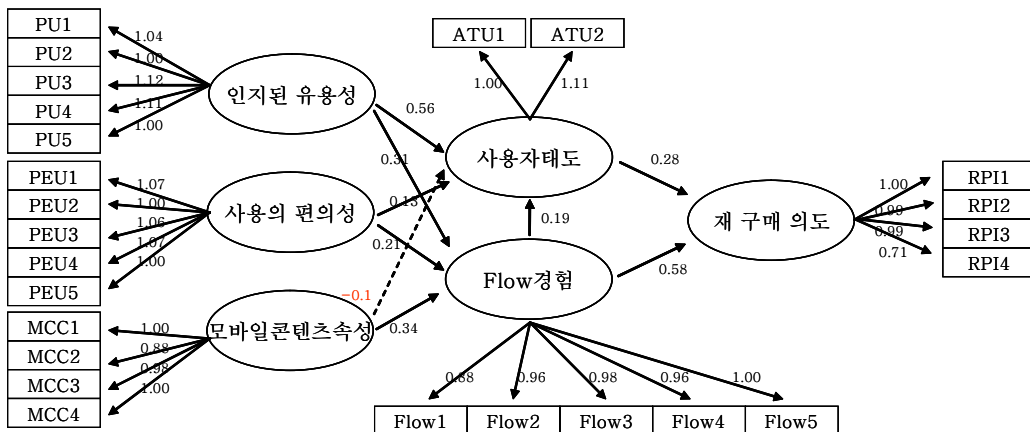 PU1
PU2
PU3
PU4
PU5
1.04
1.00
1.12
1.11
1.00
인지된 유용성
PEU1
PEU2
PEU3
PEU4
PEU5
1.07
1.00
1.06
1.07
1.00
사용의 편의성
MCC1
MCC2
MCC3
MCC4
1.00
0.88
0.98
1.00
모바일콘텐츠속성
0.56
0.31
0.13
0.21
-0.1
0.34
ATU1
ATU2
1.00
1.11
사용자태도
0.19
Flow경험
0.88
0.96
0.98
0.96
1.00
Flow1
Flow2
Flow3
Flow4
Flow5
0.28
0.58
재 구매 의도
1.00
0.99
0.99
0.71
RPI1
RPI2
RPI3
RPI4